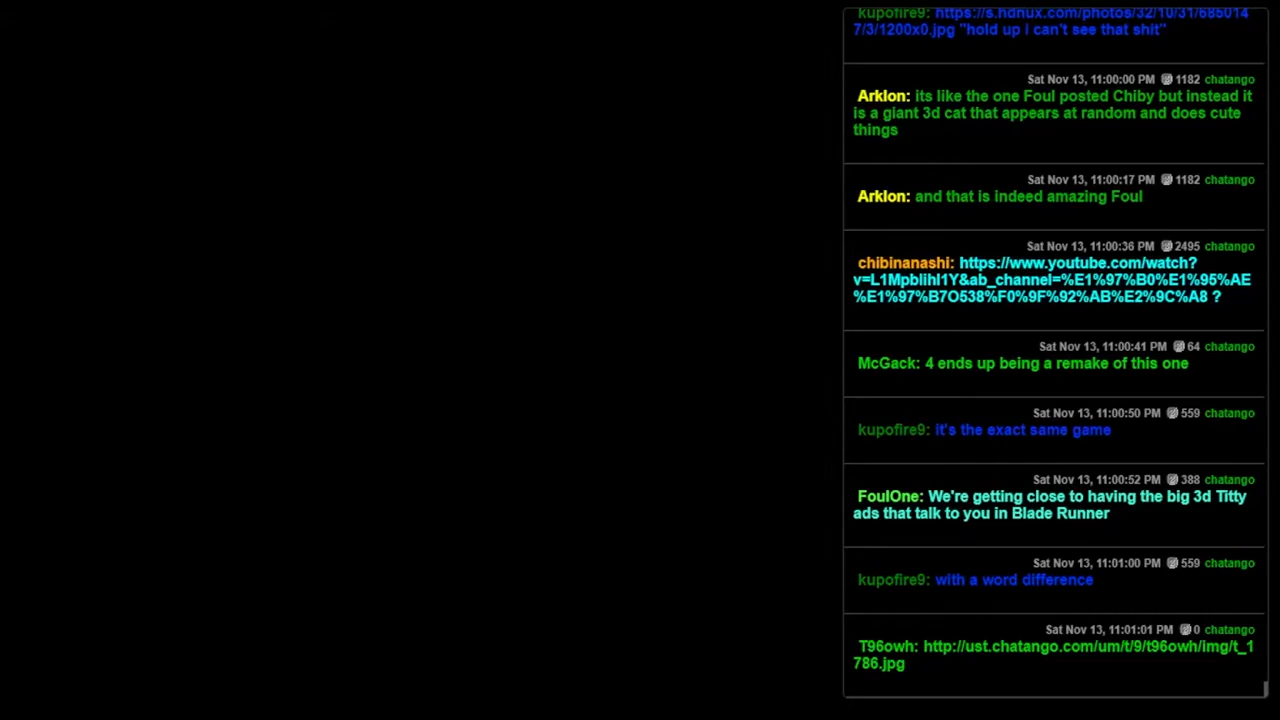 kupofire9: https://s.hdnux.com/photos/32/10/31/685014
7/3/1200x0.jpg "hold up I can't see that shit"
Sat Nov 13, 11:00:00 PM 1182 chatango
Arklon: its like the one Foul posted Chiby but instead it
is a giant 3d cat that appears at random and does cute
things
Sat Nov 13, 11:00:17 PM 1182 chatango
Arklon: and that is indeed amazing Foul
Sat Nov 13, 11:00:36 PM 2495 chatango
chibinanashi: https://www.youtube.com/watch?
v=L1MpbIihI1Y&ab_channel=%E1%97%B0%E1%95%AE
%E1%97%B7O538%F0%9F%92%AB%E2%9C%A8 ?
Sat Nov 13, 11:00:41 PM 64 chatango
McGack: 4 ends up being a remake of this one
Sat Nov 13, 11:00:50 PM 559 chatango
kupofire9: it's the exact same game
Sat Nov 13, 11:00:52 PM 388 chatango
FoulOne: We're getting close to having the big 3d Titty
ads that talk to you in Blade Runner
Sat Nov 13, 11:01:00 PM 559 chatango
kupofire9: with a word difference
Sat Nov 13, 11:01:01 PM 0 chatango
T96owh: http://ust.chatango.com/um/t/9/t96owh/img/t_1
786.jpg